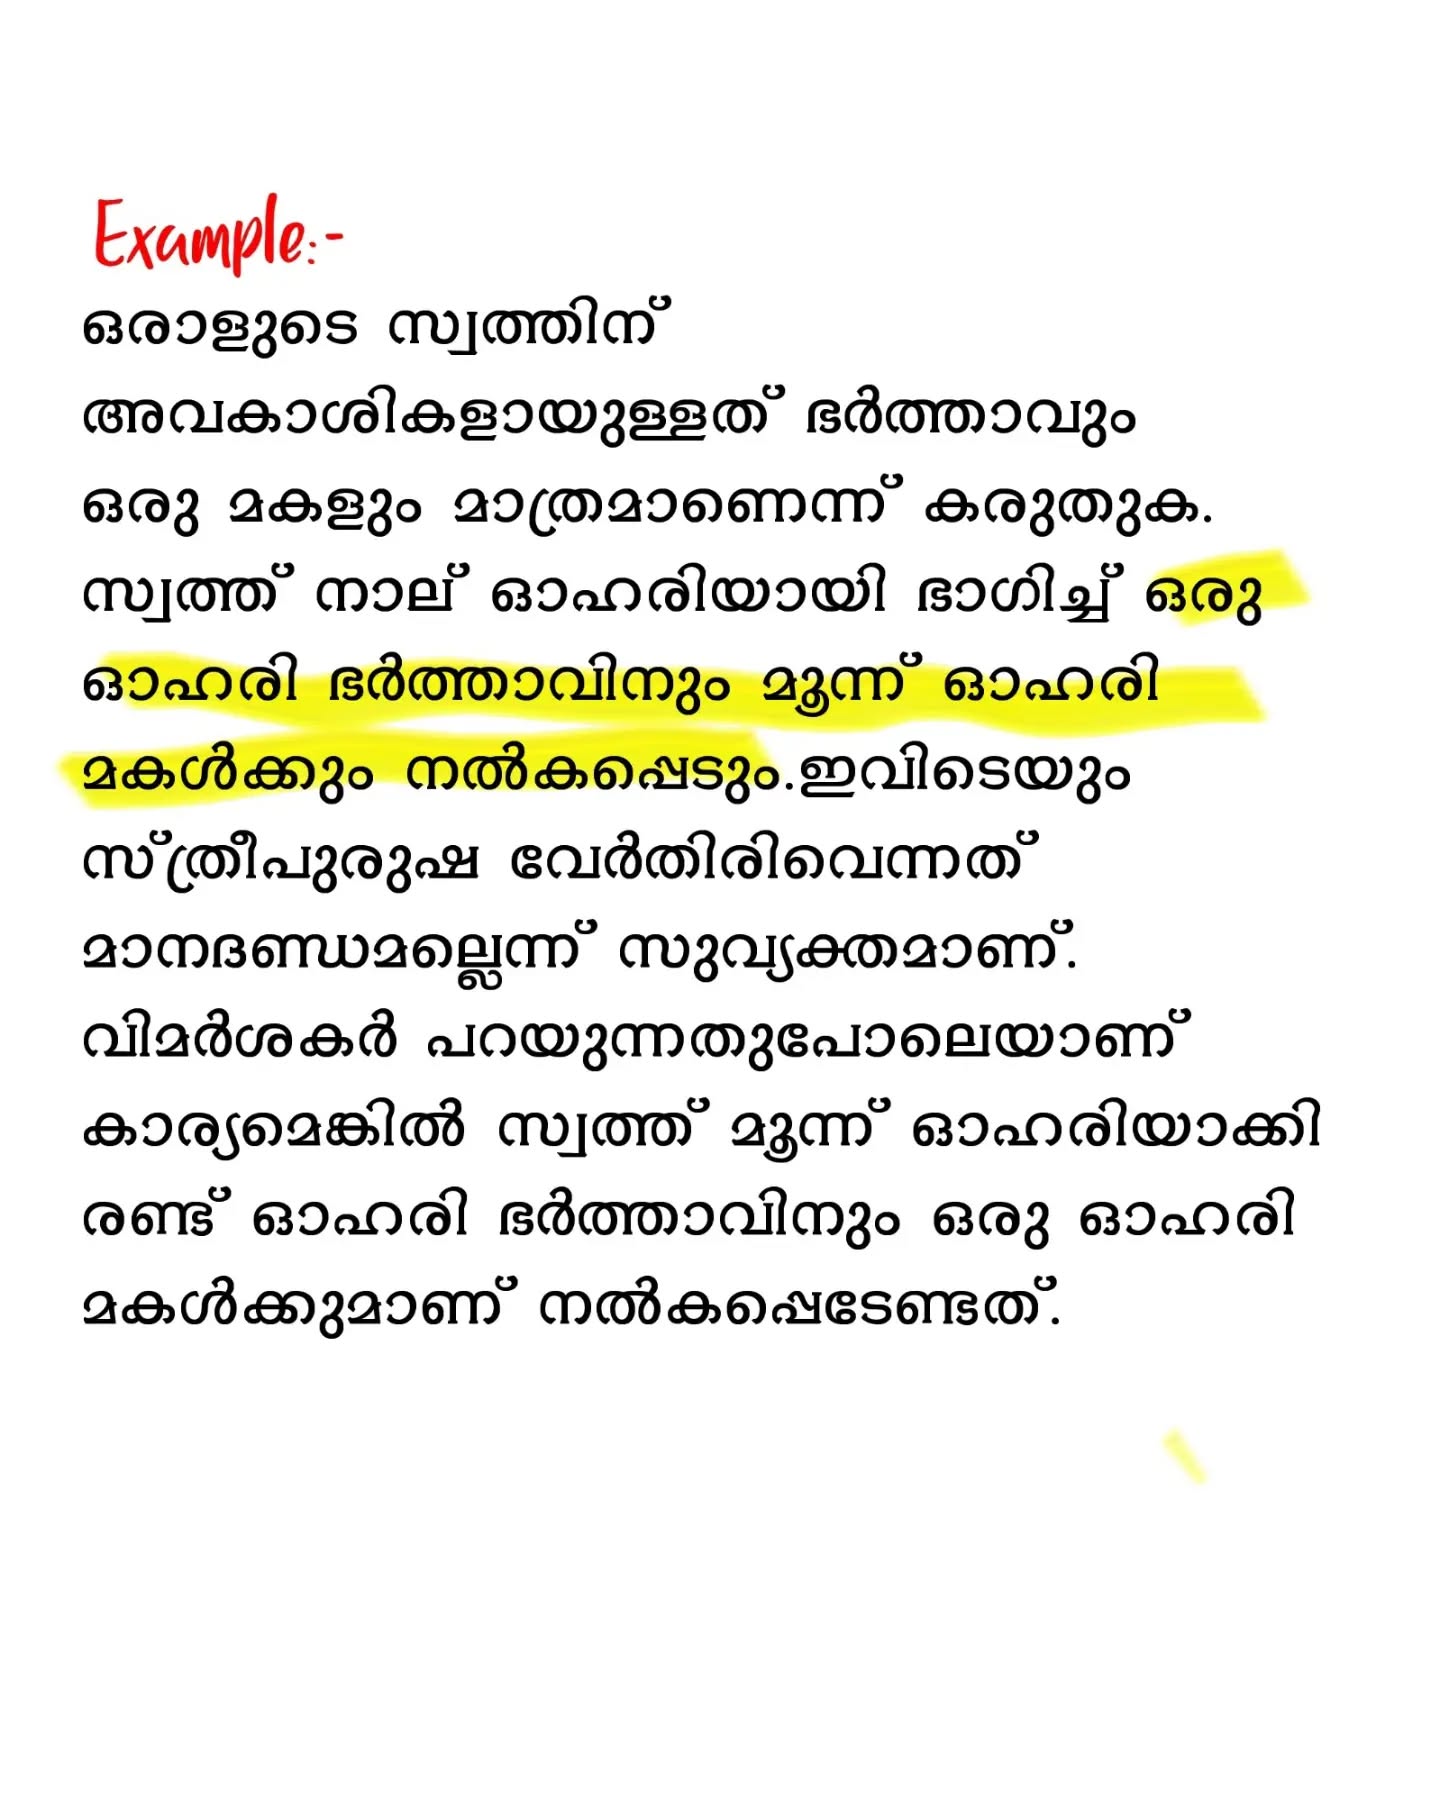 Example:-
ഒരാളുടെ സ്വത്തിന്
അവകാശികളായുള്ളത് ഭർത്താവും
ഒരു മകളും മാത്രമാണെന്ന് കരുതുക.
സ്വത്ത് നാല് ഓഹരിയായി ഭാഗിച്ച് ഒരു
ഓഹരി ഭർത്താവിനും മൂന്ന് ഓഹരി
മകൾക്കും നൽകപ്പെടും.ഇവിടെയും
സ്ത്രീപുരുഷ വേർതിരിവെന്നത്
മാനദണ്ഡമല്ലെന്ന് സുവ്യക്തമാണ്.
വിമർശകർ പറയുന്നതുപോലെയാണ്
കാര്യമെങ്കിൽ സ്വത്ത് മൂന്ന് ഓഹരിയാക്കി
രണ്ട് ഓഹരി ഭർത്താവിനും ഒരു ഓഹരി
മകൾക്കുമാണ് നൽകപ്പെടേണ്ടത്.